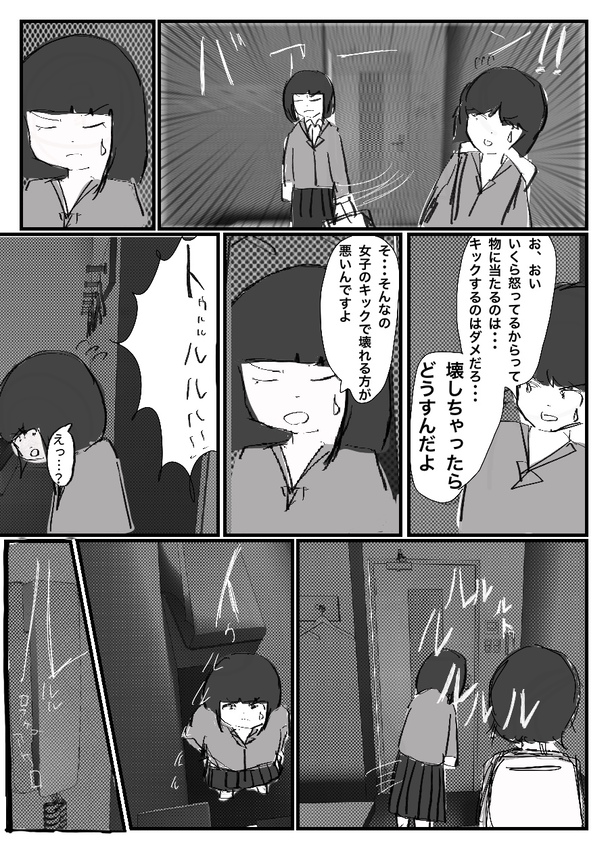 バァーン!!
お、おい
いくら怒ってるからって
物に当たるのは・・・
キックするのはダメだろ・・・
壊しちゃったら
どうすんだよ
そ・・・そんなの
女子のキックで壊れる方が
悪いんですよ
トゥルルルルル!!
えっ…?
トゥ
ルルル
ルル
トゥ
ルルル